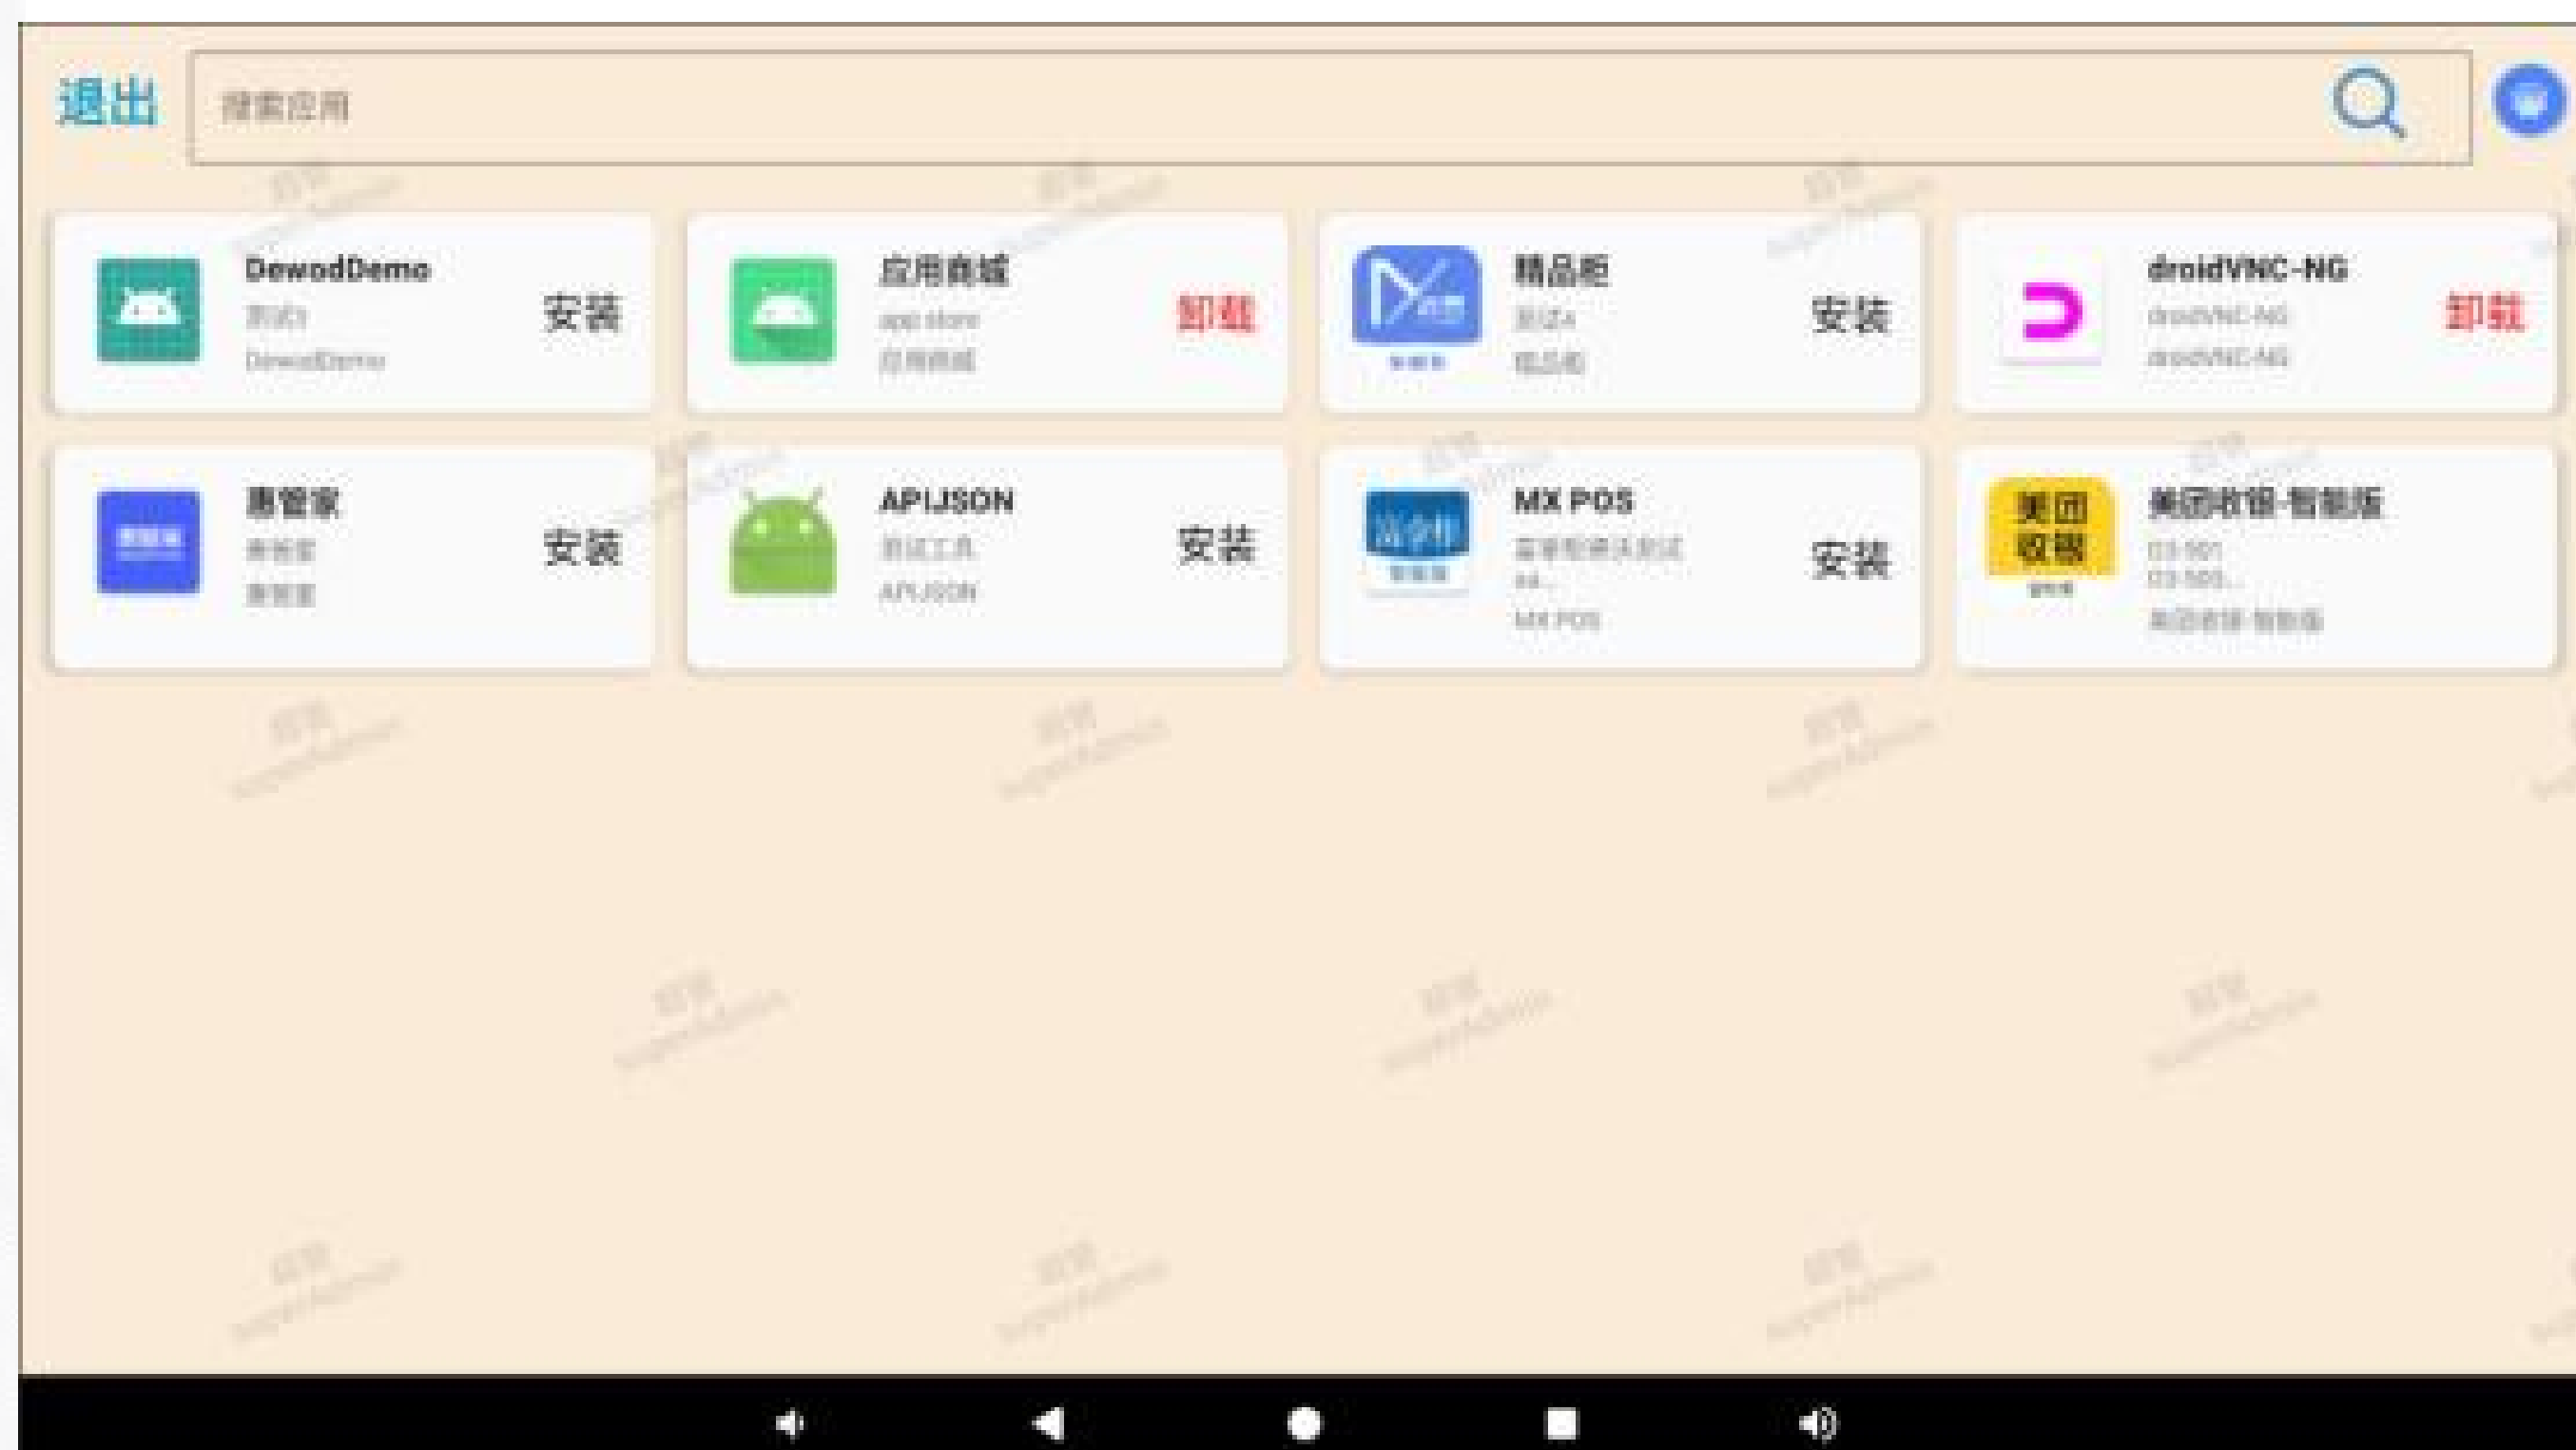 退出
搜索应用
DewodDemo
DewodDemo
安装
应用商城
app store
应用商城
卸载
精品柜
精品柜
安装
droidVNC-NG
droidVNC-NG
droidVNC-NG
卸载
惠管家
惠管家
惠管家
安装
APIJSON
测试工具
APIJSON
安装
MX POS
MX POS
安装
美团
收银
美团收银-智能版
美团收银-智能版